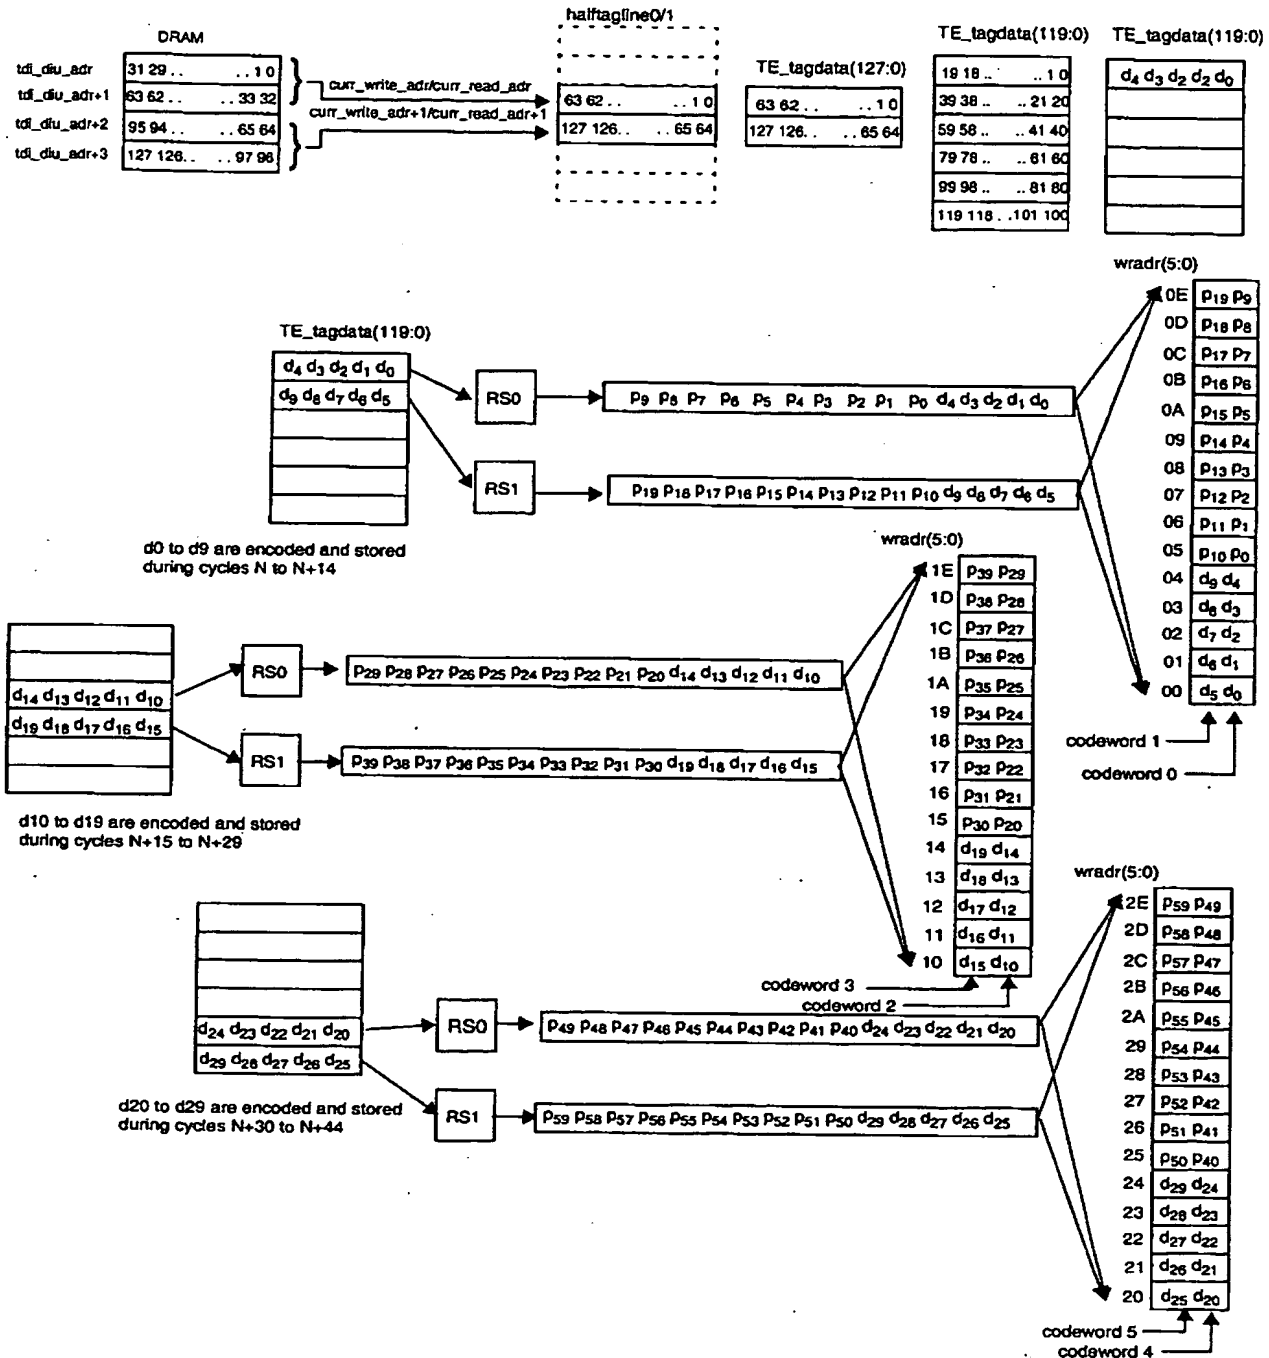 halftagline0/1
DRAM
TE_tagdata(119:0) TE_tagdata(119:0)
TE_tagdata(127:0)
tdi_diu_adr 31 29 .. .. 1 0
tdi_diu_adr+1 63 62 .. .. 33 32
tdi_diu_adr+2 95 94 .. .. 65 64
tdi_diu_adr+3 127 126.. ..97 96
curr_write_adr/curr_read_adr
curr_write_adr+1/curr_read_adr+1
63 62 .. .. 1 0
127 126.. .. 65 64
63 62 .. .. 1 0
127 126.. .. 65 64
19 18 .. .. 1 0
39 38 .. .. 21 20
59 58 .. .. 41 40
79 78 .. .. 61 60
99 98 .. .. 81 80
119 118 . .101 100
d4 d3 d2 d2 d0
wradr(5:0)
0E p19 p9
0D p18 p8
0C p17 p7
0B p16 p6
0A p15 p5
09 p14 p4
08 p13 p3
07 p12 p2
06 p11 p1
05 p10 p0
04 d9 d4
03 d8 d3
02 d7 d2
01 d6 d1
00 d5 d0
codeword 1
codeword 0
TE_tagdata(119:0)
d4 d3 d2 d1 d0
d9 d8 d7 d6 d5
RS0
p9 p8 p7 p6 p5 p4 p3 p2 p1 p0 d4 d3 d2 d1 d0
RS1
p19 p18 p17 p16 p15 p14 p13 p12 p11 p10 d9 d8 d7 d6 d5
d0 to d9 are encoded and stored
during cycles N to N+14
wradr(5:0)
1E p39 p29
1D p38 p28
1C p37 p27
1B p36 p26
1A p35 p25
19 p34 p24
18 p33 p23
17 p32 p22
16 p31 p21
15 p30 p20
14 d19 d14
13 d18 d13
12 d17 d12
11 d16 d11
10 d15 d10
codeword 3
codeword 2
d14 d13 d12 d11 d10
d19 d18 d17 d16 d15
RS0
p29 p28 p27 p26 p25 p24 p23 p22 p21 p20 d14 d13 d12 d11 d10
RS1
p39 p38 p37 p36 p35 p34 p33 p32 p31 p30 d19 d18 d17 d16 d15
d10 to d19 are encoded and stored
during cycles N+15 to N+29
wradr(5:0)
2E p59 p49
2D p58 p48
2C p57 p47
2B p56 p46
2A p55 p45
29 p54 p44
28 p53 p43
27 p52 p42
26 p51 p41
25 p50 p40
24 d29 d24
23 d28 d23
22 d27 d22
21 d26 d21
20 d25 d20
codeword 5
codeword 4
d24 d23 d22 d21 d20
d29 d28 d27 d26 d25
RS0
p49 p48 p47 p46 p45 p44 p43 p42 p41 p40 d24 d23 d22 d21 d20
RS1
p59 p58 p57 p56 p55 p54 p53 p52 p51 p50 d29 d28 d27 d26 d25
d20 to d29 are encoded and stored
during cycles N+30 to N+44